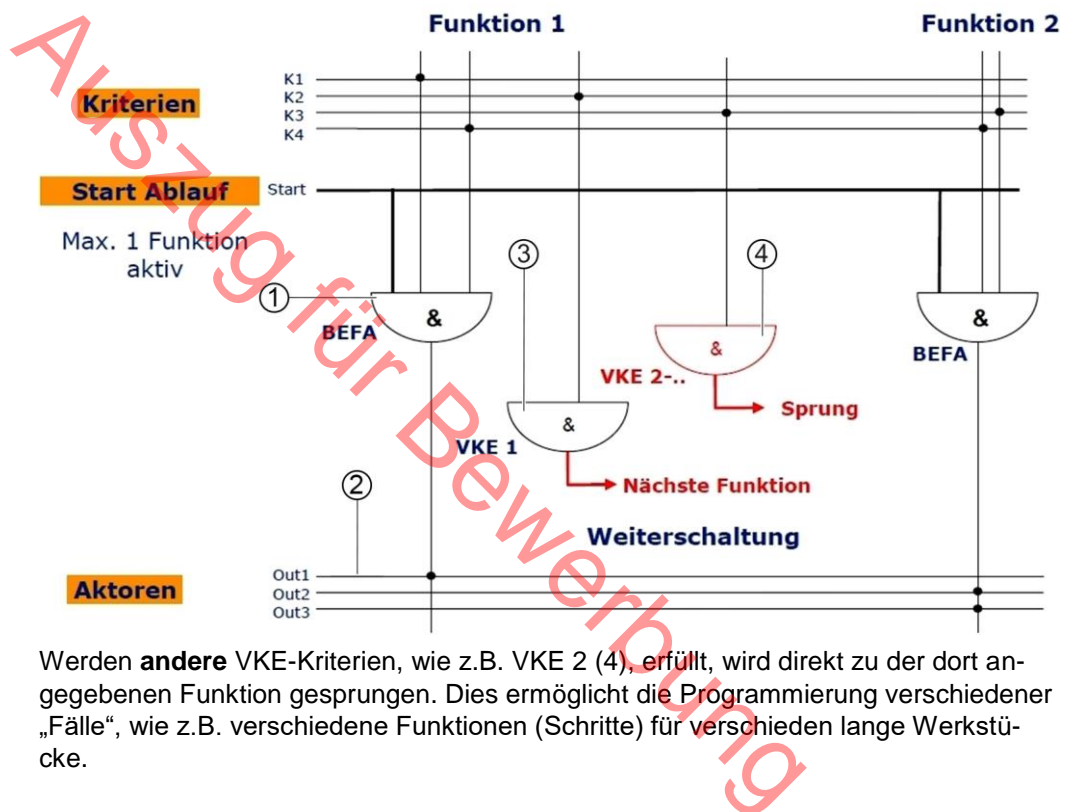 Funktion 1
Funktion 2
K1
K2
K3
K4
Kriterien
Start Ablauf
Start
Max. 1 Funktion
aktiv
①
③
④
&
BEFA
&
BEFA
&
VKE 2-..
Sprung
&
VKE 1
Nächste Funktion
②
Weiterschaltung
Aktoren
Out1
Out2
Out3
Werden andere VKE-Kriterien, wie z.B. VKE 2 (4), erfüllt, wird direkt zu der dort an-
gegebenen Funktion gesprungen. Dies ermöglicht die Programmierung verschiedener
„Fälle“, wie z.B. verschiedene Funktionen (Schritte) für verschieden lange Werkstü-
cke.
Auszug für Bewerbung